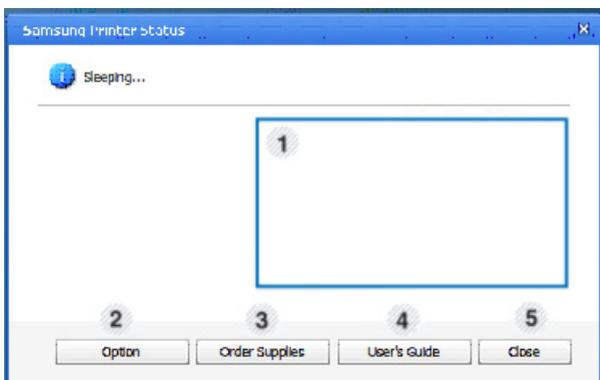 Samsung Printer Status
Sleeping...
1
2 3 4 5
Option Order Supplies User's Guide Close